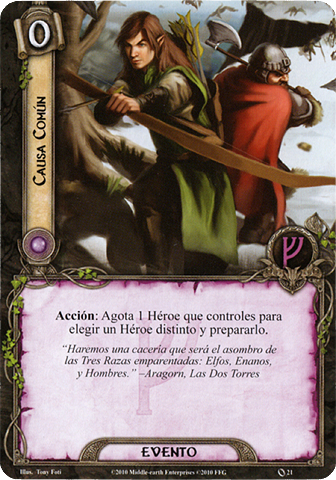 0
CAUSA COMÚN
Acción: Agota 1 Héroe que controles para
elegir un Héroe distinto y prepararlo.
“Haremos una cacería que será el asombro de
las Tres Razas emparentadas: Elfos, Enanos,
y Hombres.” –Aragorn, Las Dos Torres
EVENTO
Illus. Tony Foti
©2010 Middle-earth Enterprises ©2010 FFG
21